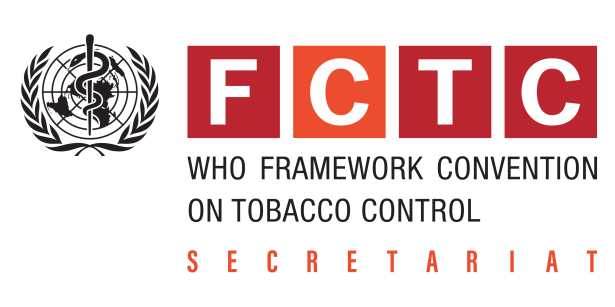 FCTC
WHO FRAMEWORK CONVENTION
ON TOBACCO CONTROL
SECRETARIAT